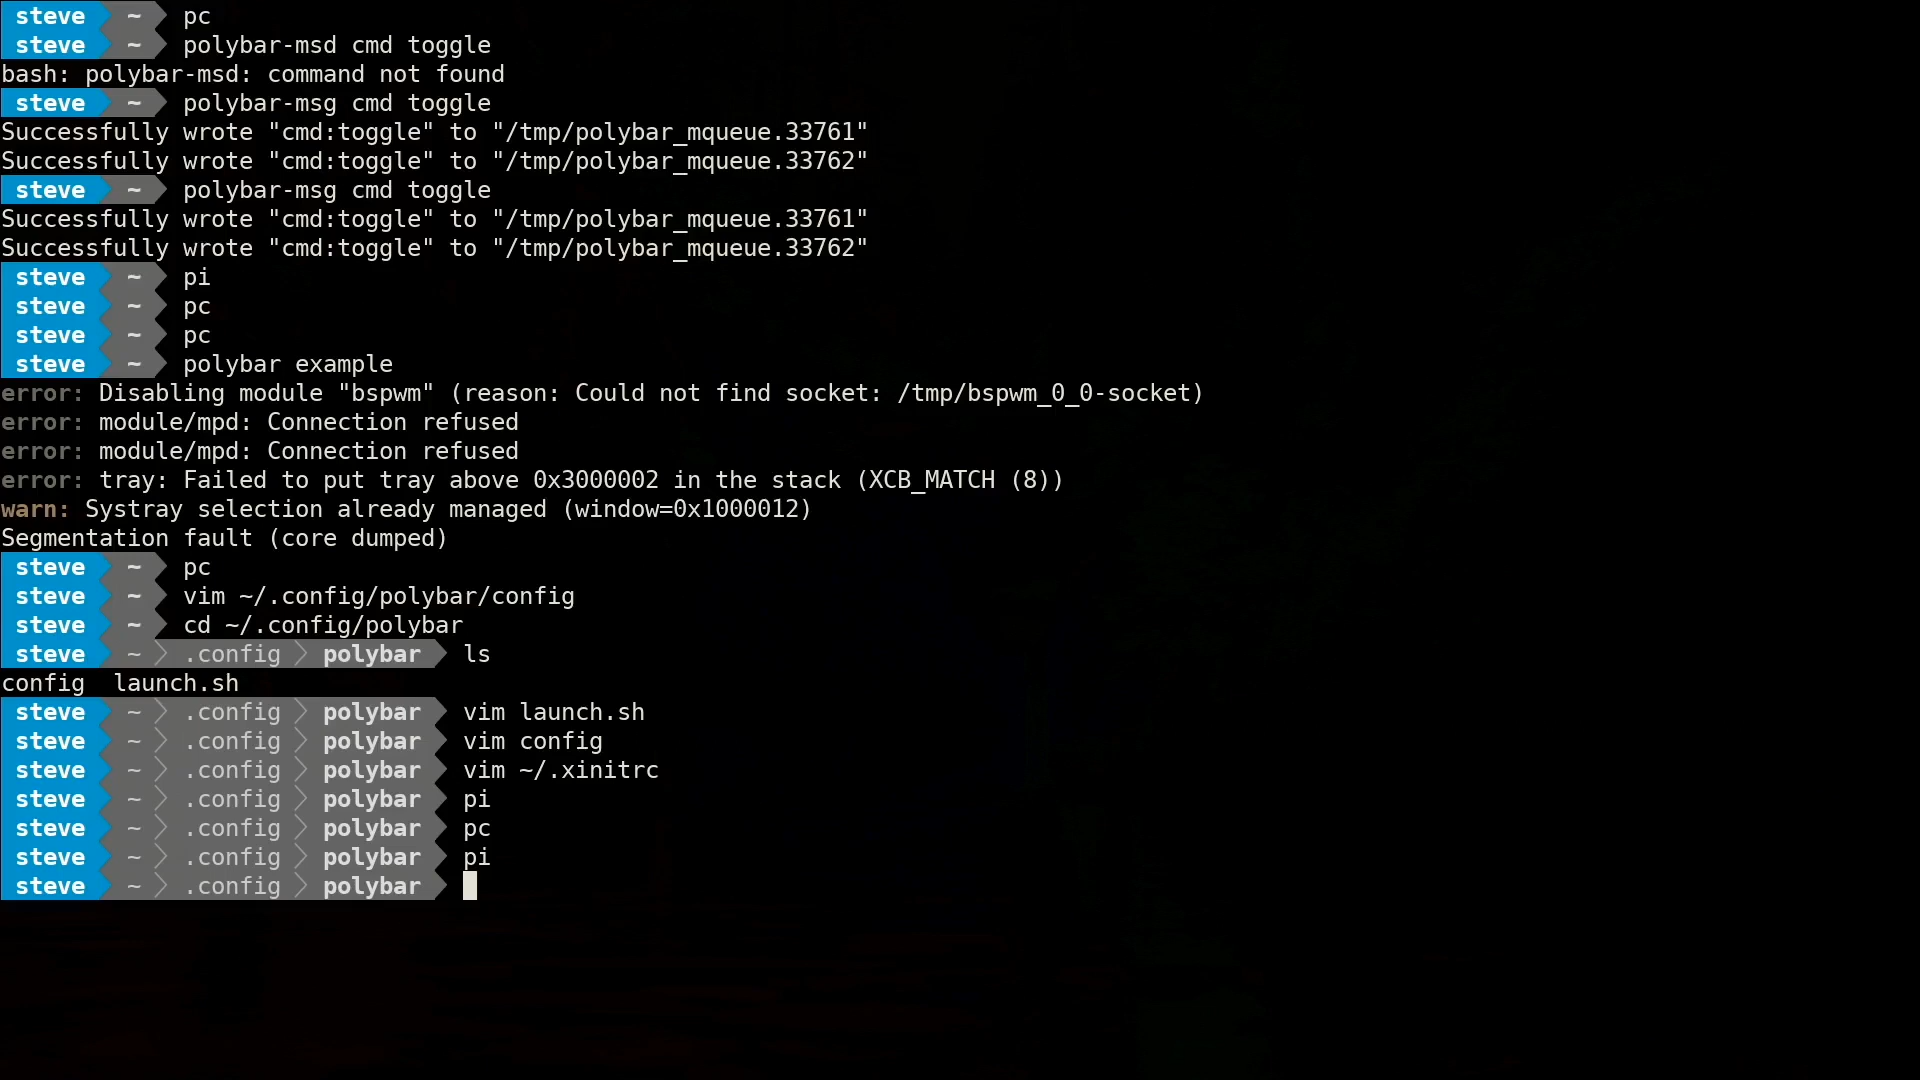 steve ~ pc
steve ~ polybar-msd cmd toggle
bash: polybar-msd: command not found
steve ~ polybar-msg cmd toggle
Successfully wrote "cmd:toggle" to "/tmp/polybar_mqueue.33761"
Successfully wrote "cmd:toggle" to "/tmp/polybar_mqueue.33762"
steve ~ polybar-msg cmd toggle
Successfully wrote "cmd:toggle" to "/tmp/polybar_mqueue.33761"
Successfully wrote "cmd:toggle" to "/tmp/polybar_mqueue.33762"
steve ~ pi
steve ~ pc
steve ~ pc
steve ~ polybar example
error: Disabling module "bspwm" (reason: Could not find socket: /tmp/bspwm_0_0-socket)
error: module/mpd: Connection refused
error: module/mpd: Connection refused
error: tray: Failed to put tray above 0x3000002 in the stack (XCB_MATCH (8))
warn: Systray selection already managed (window=0x1000012)
Segmentation fault (core dumped)
steve ~ pc
steve ~ vim ~/.config/polybar/config
steve ~ cd ~/.config/polybar
steve ~ .config polybar ls
config  launch.sh
steve ~ .config polybar vim launch.sh
steve ~ .config polybar vim config
steve ~ .config polybar vim ~/.xinitrc
steve ~ .config polybar pi
steve ~ .config polybar pc
steve ~ .config polybar pi
steve ~ .config polybar